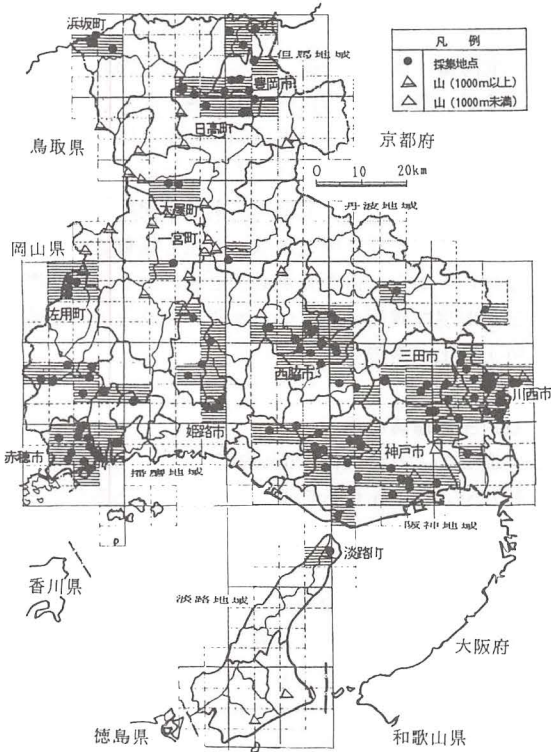 浜坂町
但馬地域
凡 例
採集地点
山 (1000m以上)
山 (1000m未満)
豊岡市
日高町
鳥取県
京都府
0 10 20km
大屋町
丹波地域
一宮町
岡山県
佐用町
三田市
西脇市
川西市
姫路市
赤穂市
神戸市
播磨地域
阪神地域
淡路町
香川県
淡路地域
大阪府
徳島県
和歌山県